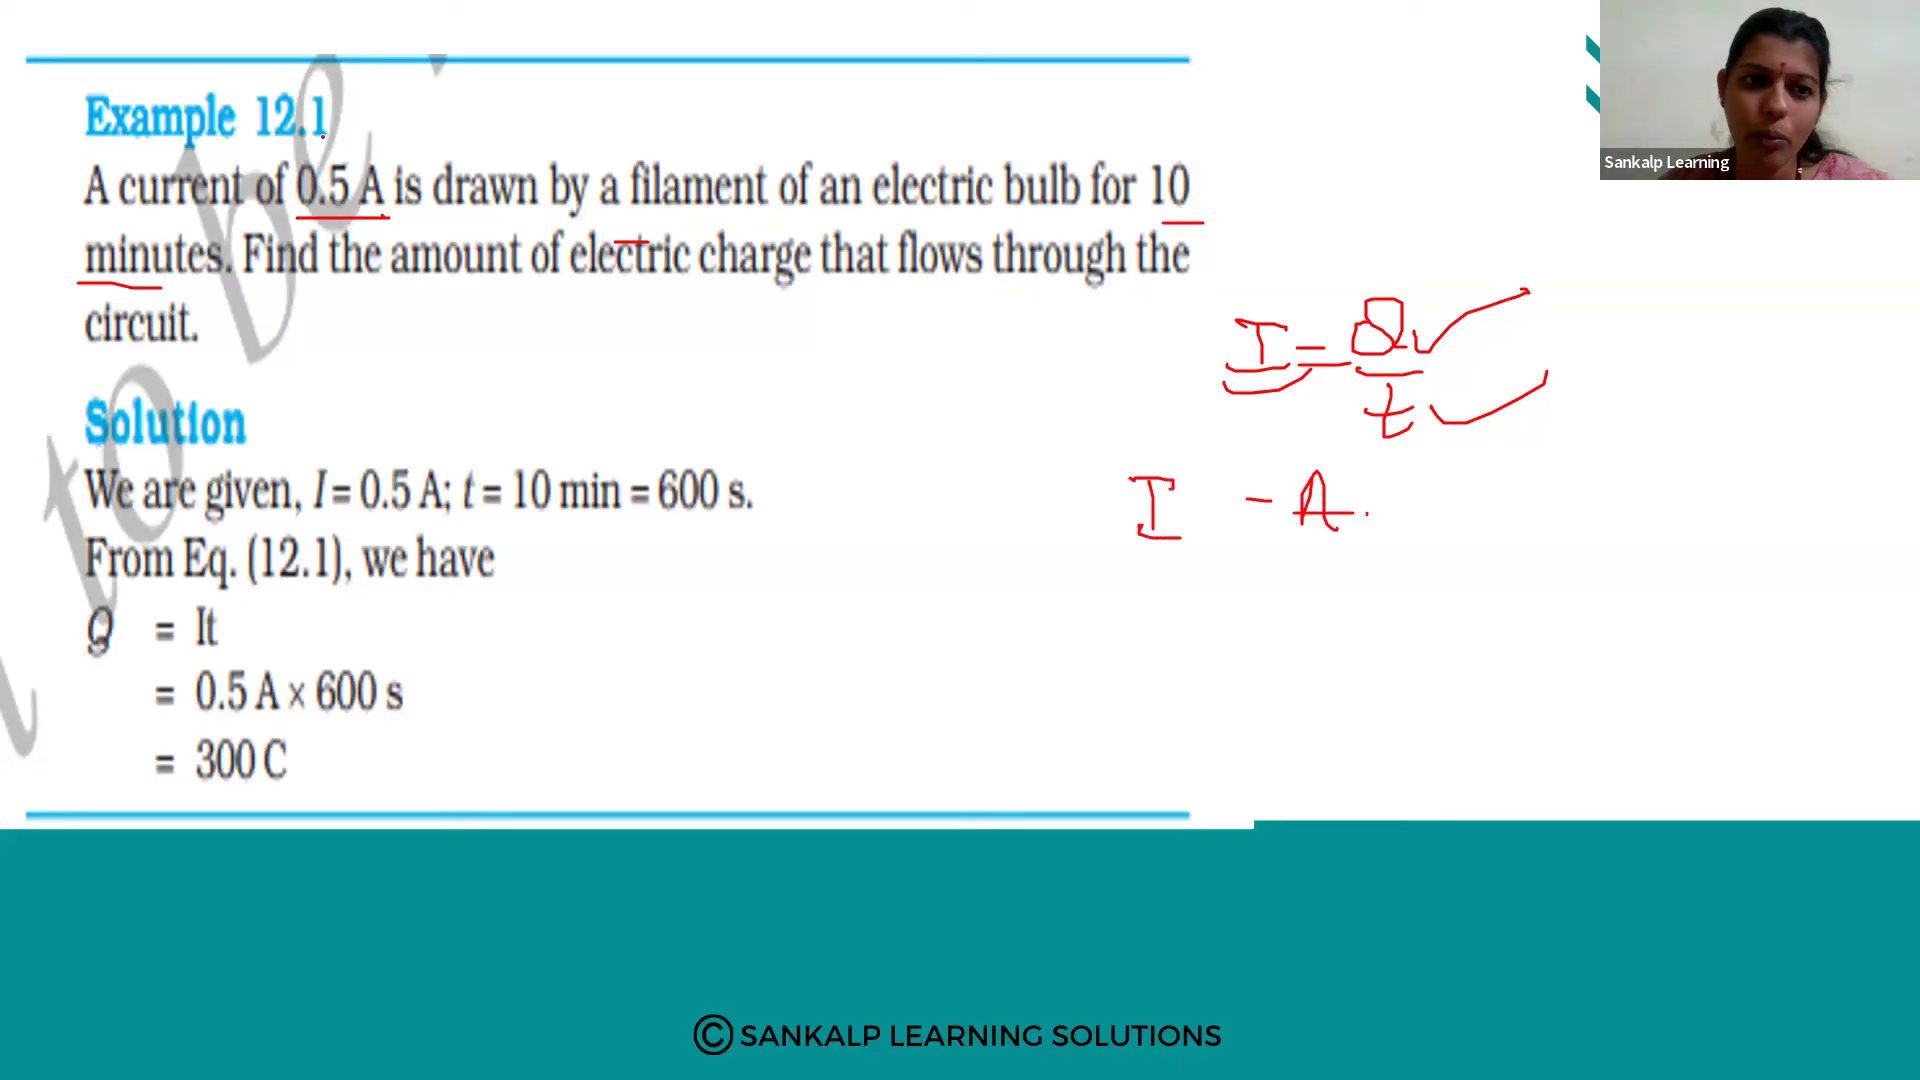 Example 12.1
A current of 0.5 A is drawn by a filament of an electric bulb for 10
minutes. Find the amount of electric charge that flows through the
circuit.
Solution
We are given, I = 0.5 A; t = 10 min = 600 s.
From Eq. (12.1), we have
Q = It
= 0.5 A × 600 s
= 300 C
I = Q
t
I - A.
to be
Sankalp Learning
© SANKALP LEARNING SOLUTIONS